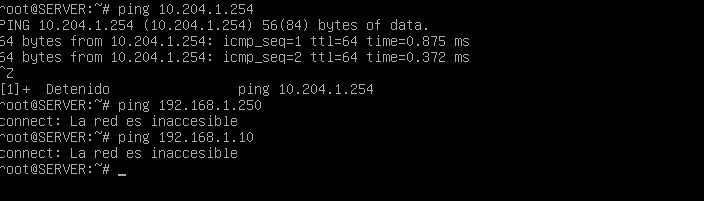 root@SERVER:~# ping 10.204.1.254
PING 10.204.1.254 (10.204.1.254) 56(84) bytes of data.
64 bytes from 10.204.1.254: icmp_seq=1 ttl=64 time=0.875 ms
64 bytes from 10.204.1.254: icmp_seq=2 ttl=64 time=0.372 ms
^Z
[1]+  Detenido                ping 10.204.1.254
root@SERVER:~# ping 192.168.1.250
connect: La red es inaccesible
root@SERVER:~# ping 192.168.1.10
connect: La red es inaccesible
root@SERVER:~# _